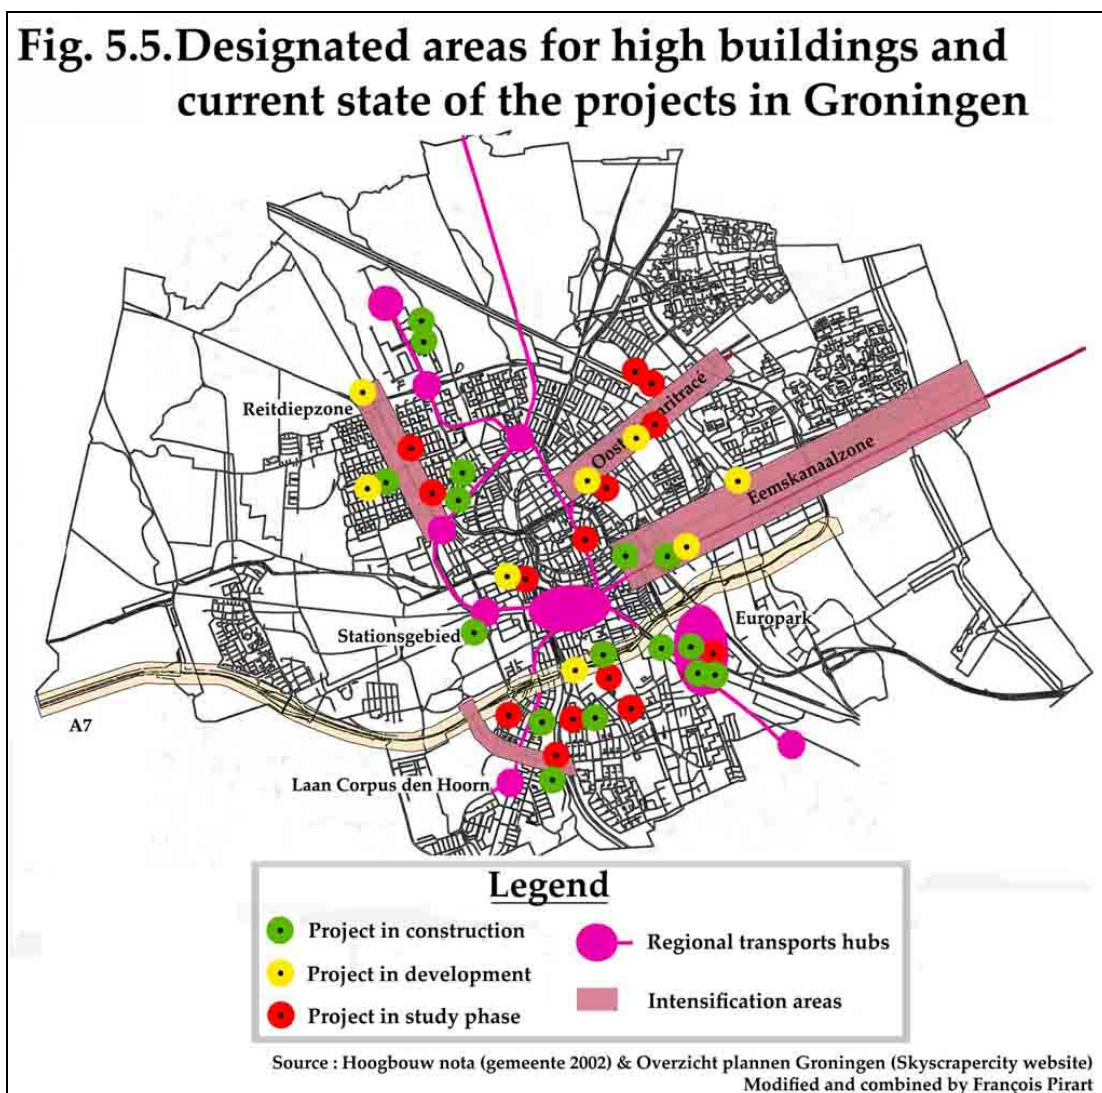 Fig. 5.5. Designated areas for high buildings and
current state of the projects in Groningen
Reitdiepzone
Eemskanaalzone
Stationsgebied
Europark
A7
Laan Corpus den Hoorn
Legend
Project in construction
Project in development
Project in study phase
Regional transports hubs
Intensification areas
Source : Hoogbouw nota (gemeente 2002) & Overzicht plannen Groningen (Skyscrapercity website)
Modified and combined by François Pirart